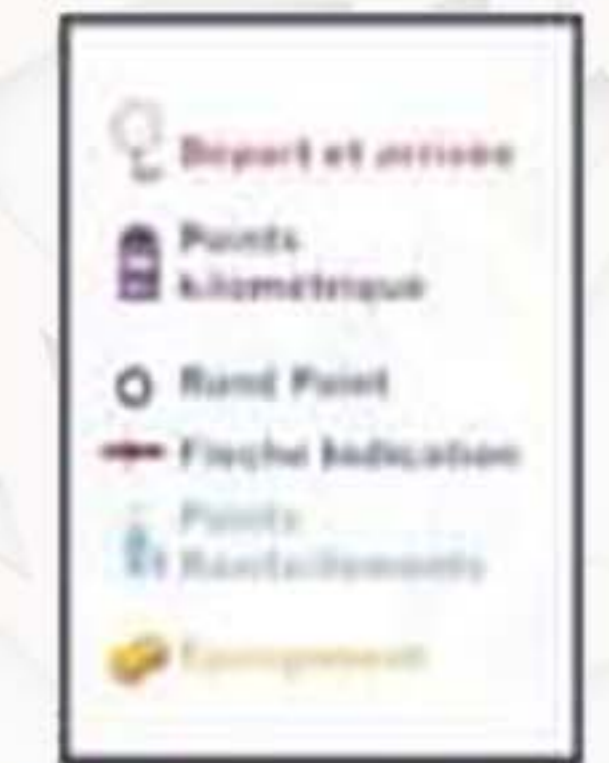 Départ et arrivée
Points
kilométrique
Rond Point
Flèche Indication
Points
Ravitaillements